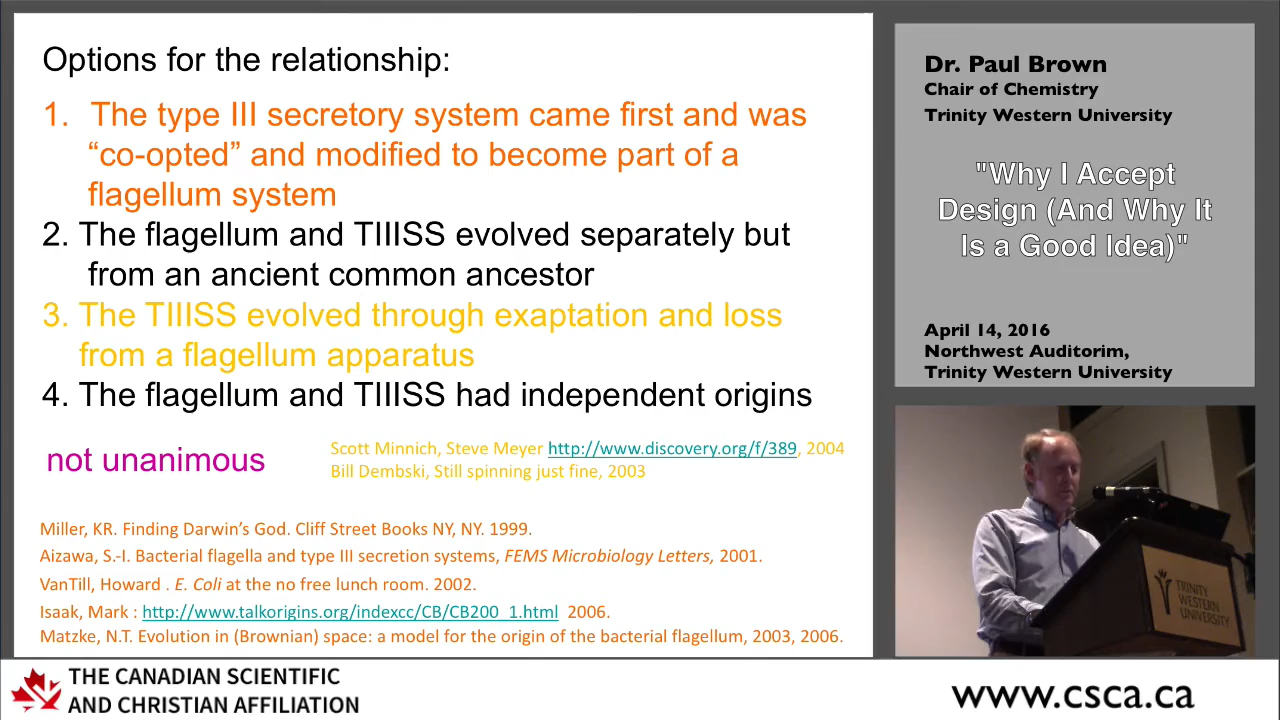 Options for the relationship:
1. The type III secretory system came first and was
“co-opted” and modified to become part of a
flagellum system
2. The flagellum and TIIISS evolved separately but
from an ancient common ancestor
3. The TIIISS evolved through exaptation and loss
from a flagellum apparatus
4. The flagellum and TIIISS had independent origins
not unanimous
Scott Minnich, Steve Meyer http://www.discovery.org/f/389, 2004
Bill Dembski, Still spinning just fine, 2003
Miller, KR. Finding Darwin’s God. Cliff Street Books NY, NY. 1999.
Aizawa, S.-I. Bacterial flagella and type III secretion systems, FEMS Microbiology Letters, 2001.
VanTill, Howard . E. Coli at the no free lunch room. 2002.
Isaak, Mark : http://www.talkorigins.org/indexcc/CB/CB200_1.html 2006.
Matzke, N.T. Evolution in (Brownian) space: a model for the origin of the bacterial flagellum, 2003, 2006.
Dr. Paul Brown
Chair of Chemistry
Trinity Western University
"Why I Accept
Design (And Why It
Is a Good Idea)"
April 14, 2016
Northwest Auditorim,
Trinity Western University
TRINITY
WESTERN
UNIVERSITY
THE CANADIAN SCIENTIFIC
AND CHRISTIAN AFFILIATION
www.csca.ca